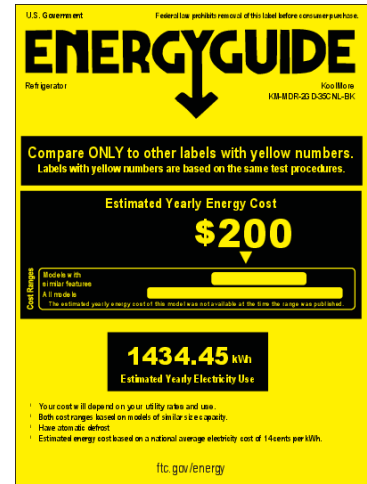 U.S. Government Federal law prohibits removal of this label before consumer purchase.
ENERGYGUIDE
Refrigerator KoolMore
KM-MDR-2GD-35CNL-BK
Compare ONLY to other labels with yellow numbers.
Labels with yellow numbers are based on the same test procedures.
Estimated Yearly Energy Cost
$200
Cost Ranges
Models with
similar features
All models
The estimated yearly energy cost of this model was not available at the time the range was published.
1434.45 kWh
Estimated Yearly Electricity Use
Your cost will depend on your utility rates and use.
Both cost ranges based on models of similar size capacity.
Have atomatic defrost
Estimated energy cost based on a national average electricity cost of 14 cents per kWh.
ftc.gov/energy